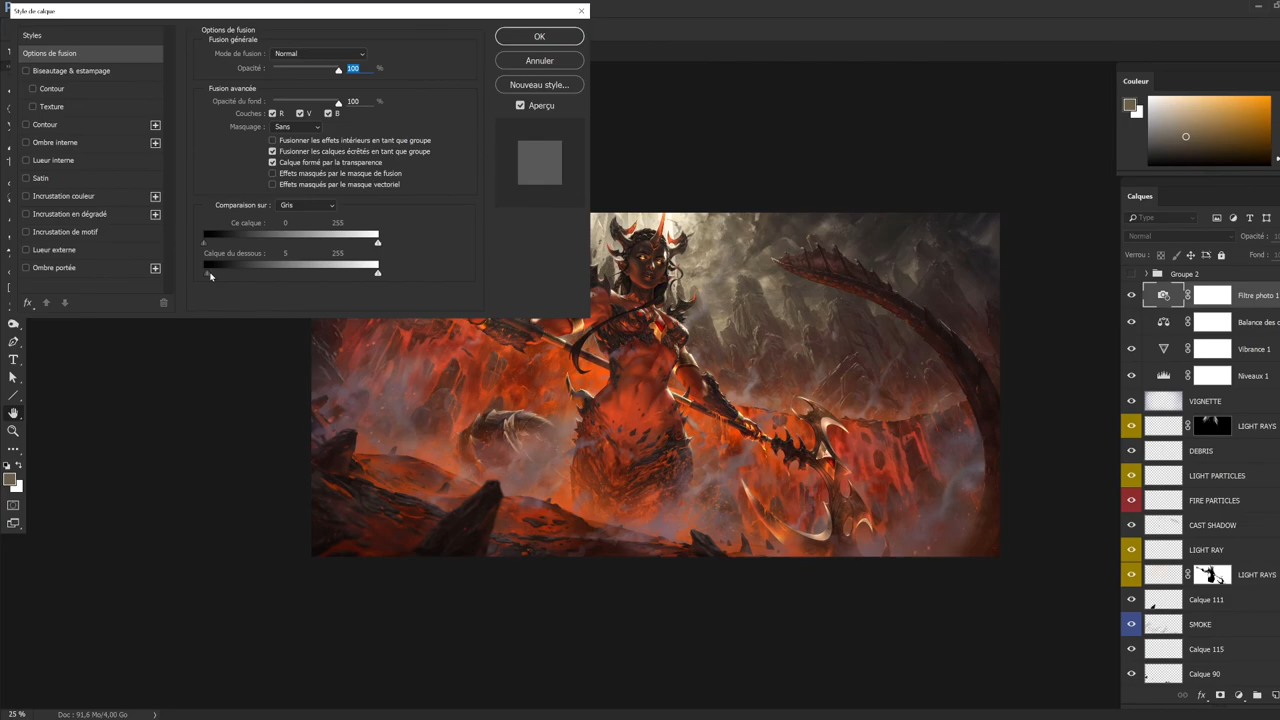 Style de calque
Styles
Options de fusion
Biseautage & estampage
Contour
Texture
Contour
Ombre interne
Lueur interne
Satin
Incrustation couleur
Incrustation en dégradé
Incrustation de motif
Lueur externe
Ombre portée
fx
Options de fusion
Fusion générale
Mode de fusion : Normal
Opacité : 100 %
Fusion avancée
Opacité du fond : 100 %
Couches : R V B
Masquage : Sans
Fusionner les effets intérieurs en tant que groupe
Fusionner les calques écrêtés en tant que groupe
Calque formé par la transparence
Effets masqués par le masque de fusion
Effets masqués par le masque vectoriel
Comparaison sur : Gris
Ce calque : 0 255
Calque du dessous : 5 255
OK
Annuler
Nouveau style...
Aperçu
Couleur
Calques
Type
Normal Opacité : 10
Verrou : Fond : 10
Groupe 2
Filtre photo 1
Balance des c
Vibrance 1
Niveaux 1
VIGNETTE
LIGHT RAYS
DEBRIS
LIGHT PARTICLES
FIRE PARTICLES
CAST SHADOW
LIGHT RAY
LIGHT RAYS
Calque 111
SMOKE
Calque 115
Calque 90
fx
25 % Doc : 91,6 Mo/4,00 Go